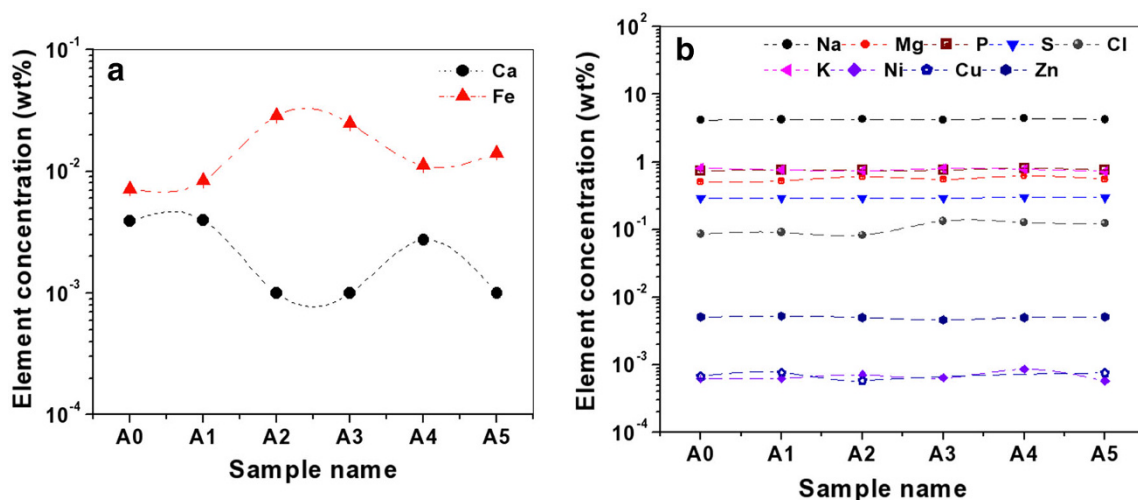 a
Element concentration (wt%)
10⁻¹
10⁻²
10⁻³
10⁻⁴
Ca
Fe
A0 A1 A2 A3 A4 A5
Sample name
b
Element concentration (wt%)
10²
10
1
10⁻¹
10⁻²
10⁻³
10⁻⁴
Na Mg P S Cl
K Ni Cu Zn
A0 A1 A2 A3 A4 A5
Sample name